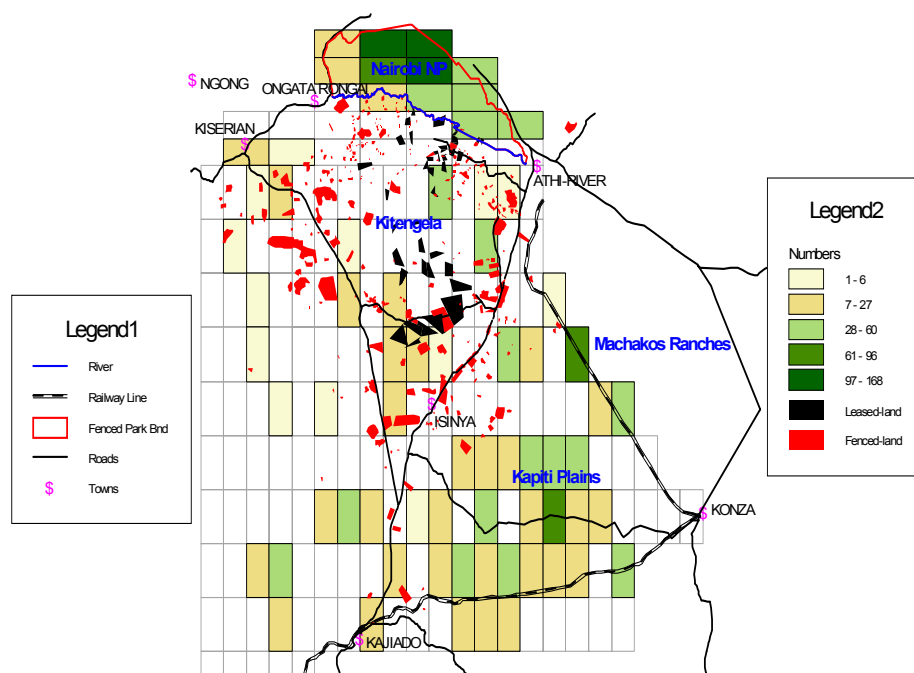 Nairobi NP
$ NGONG
ONGATA RONGAI
$
KISERIAN
$
$
ATHI-RIVER
Kitengela
Machakos Ranches
$
ISINYA
Kapiti Plains
$ KONZA
$ KAJIADO
Legend1
River
Railway Line
Fenced Park Bnd
Roads
$ Towns
Legend2
Numbers
1 - 6
7 - 27
28 - 60
61 - 96
97 - 168
Leased-land
Fenced-land